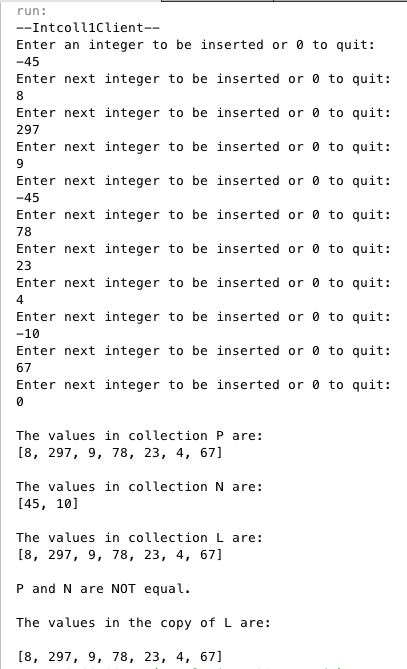 run:
--Intcoll1Client--
Enter an integer to be inserted or 0 to quit:
-45
Enter next integer to be inserted or 0 to quit:
8
Enter next integer to be inserted or 0 to quit:
297
Enter next integer to be inserted or 0 to quit:
9
Enter next integer to be inserted or 0 to quit:
-45
Enter next integer to be inserted or 0 to quit:
78
Enter next integer to be inserted or 0 to quit:
23
Enter next integer to be inserted or 0 to quit:
4
Enter next integer to be inserted or 0 to quit:
-10
Enter next integer to be inserted or 0 to quit:
67
Enter next integer to be inserted or 0 to quit:
0
The values in collection P are:
[8, 297, 9, 78, 23, 4, 67]
The values in collection N are:
[45, 10]
The values in collection L are:
[8, 297, 9, 78, 23, 4, 67]
P and N are NOT equal.
The values in the copy of L are:
[8, 297, 9, 78, 23, 4, 67]